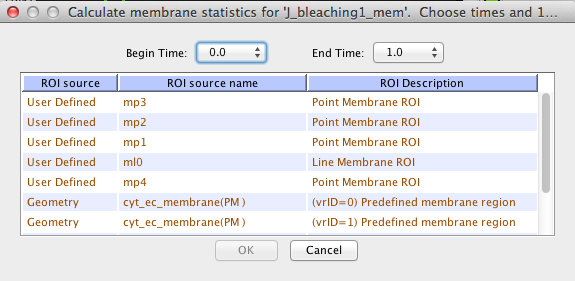 Calculate membrane statistics for 'J_bleaching1_mem'. Choose times and 1...
Begin Time: 0.0 End Time: 1.0
ROI source ROI source name ROI Description
User Defined mp3 Point Membrane ROI
User Defined mp2 Point Membrane ROI
User Defined mp1 Point Membrane ROI
User Defined ml0 Line Membrane ROI
User Defined mp4 Point Membrane ROI
Geometry cyt_ec_membrane(PM ) (vrID=0) Predefined membrane region
Geometry cyt_ec_membrane(PM ) (vrID=1) Predefined membrane region
OK Cancel